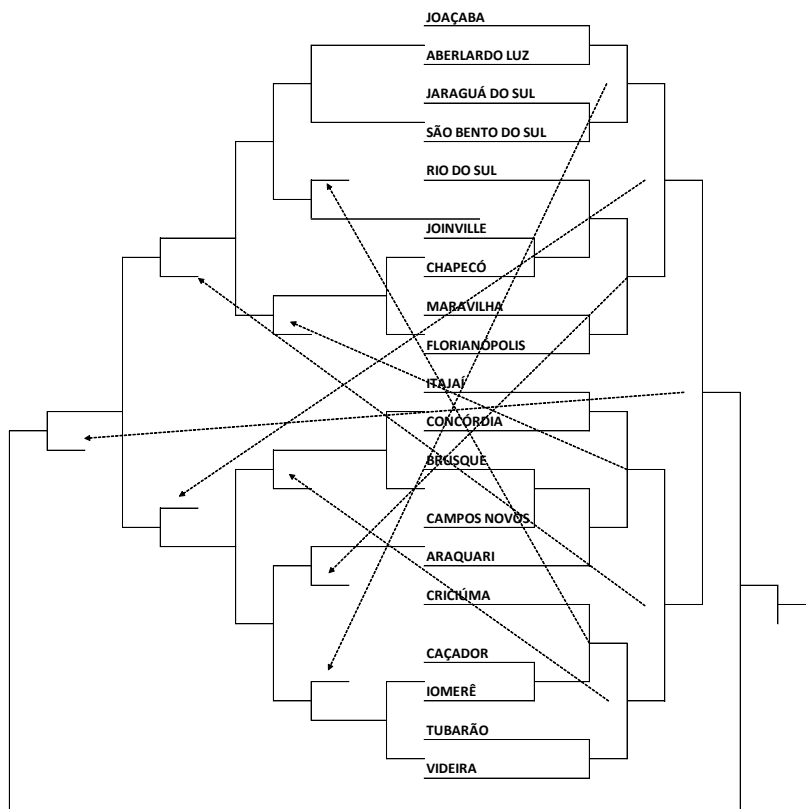 JOAÇABA
ABERLARDO LUZ
JARAGUÁ DO SUL
SÃO BENTO DO SUL
RIO DO SUL
JOINVILLE
CHAPECÓ
MARAVILHA
FLORIANÓPOLIS
ITAJAÍ
CONCÓRDIA
BRUSQUE
CAMPOS NOVOS
ARAQUARI
CRICIÚMA
CAÇADOR
IOMERÊ
TUBARÃO
VIDEIRA